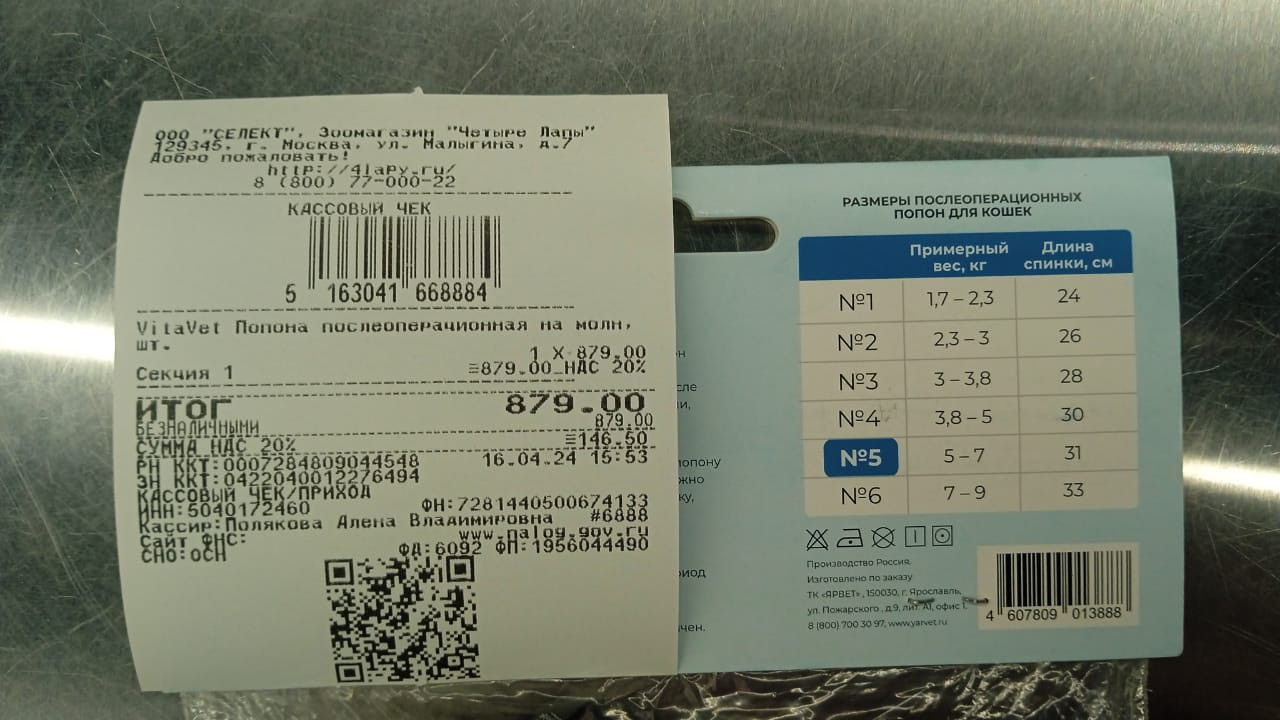 ООО "СЕЛЕКТ", Зоомагазин "Четыре Лапы"
129345, г. Москва, ул. Малыгина, д.7
Добро пожаловать!
http://4lapy.ru/
8 (800) 77-000-22
КАССОВЫЙ ЧЕК
5 163041 668884
VitaVet Попона послеоперационная на молн,
шт.
1 X 879.00
Секция 1 ≡879.00_НДС 20%
ИТОГ 879.00
БЕЗНАЛИЧНЫМИ 879.00
СУММА НДС 20% ≡146.50
РН ККТ:0007284809044548 16.04.24 15:53
ЗН ККТ:0422040012276494
КАССОВЫЙ ЧЕК/ПРИХОД
ИНН:5040172460 ФН:7281440500674133
Кассир:Полякова Алена Владимировна #6888
Сайт ФНС: www.nalog.gov.ru
СНО:ОСН ФД:6092 ФП:1956044490
РАЗМЕРЫ ПОСЛЕОПЕРАЦИОННЫХ
ПОПОН ДЛЯ КОШЕК
Примерный вес, кг Длина спинки, см
№1 1,7 – 2,3 24
№2 2,3 – 3 26
№3 3 – 3,8 28
№4 3,8 – 5 30
№5 5 – 7 31
№6 7 – 9 33
Производство Россия.
Изготовлено по заказу
ТК «ЯРВЕТ» , 150030, г. Ярославль,
ул. Пожарского , д.9, лит. А1, офис 1.
8 (800) 700 30 97, www.yarvet.ru
4 607809 013888